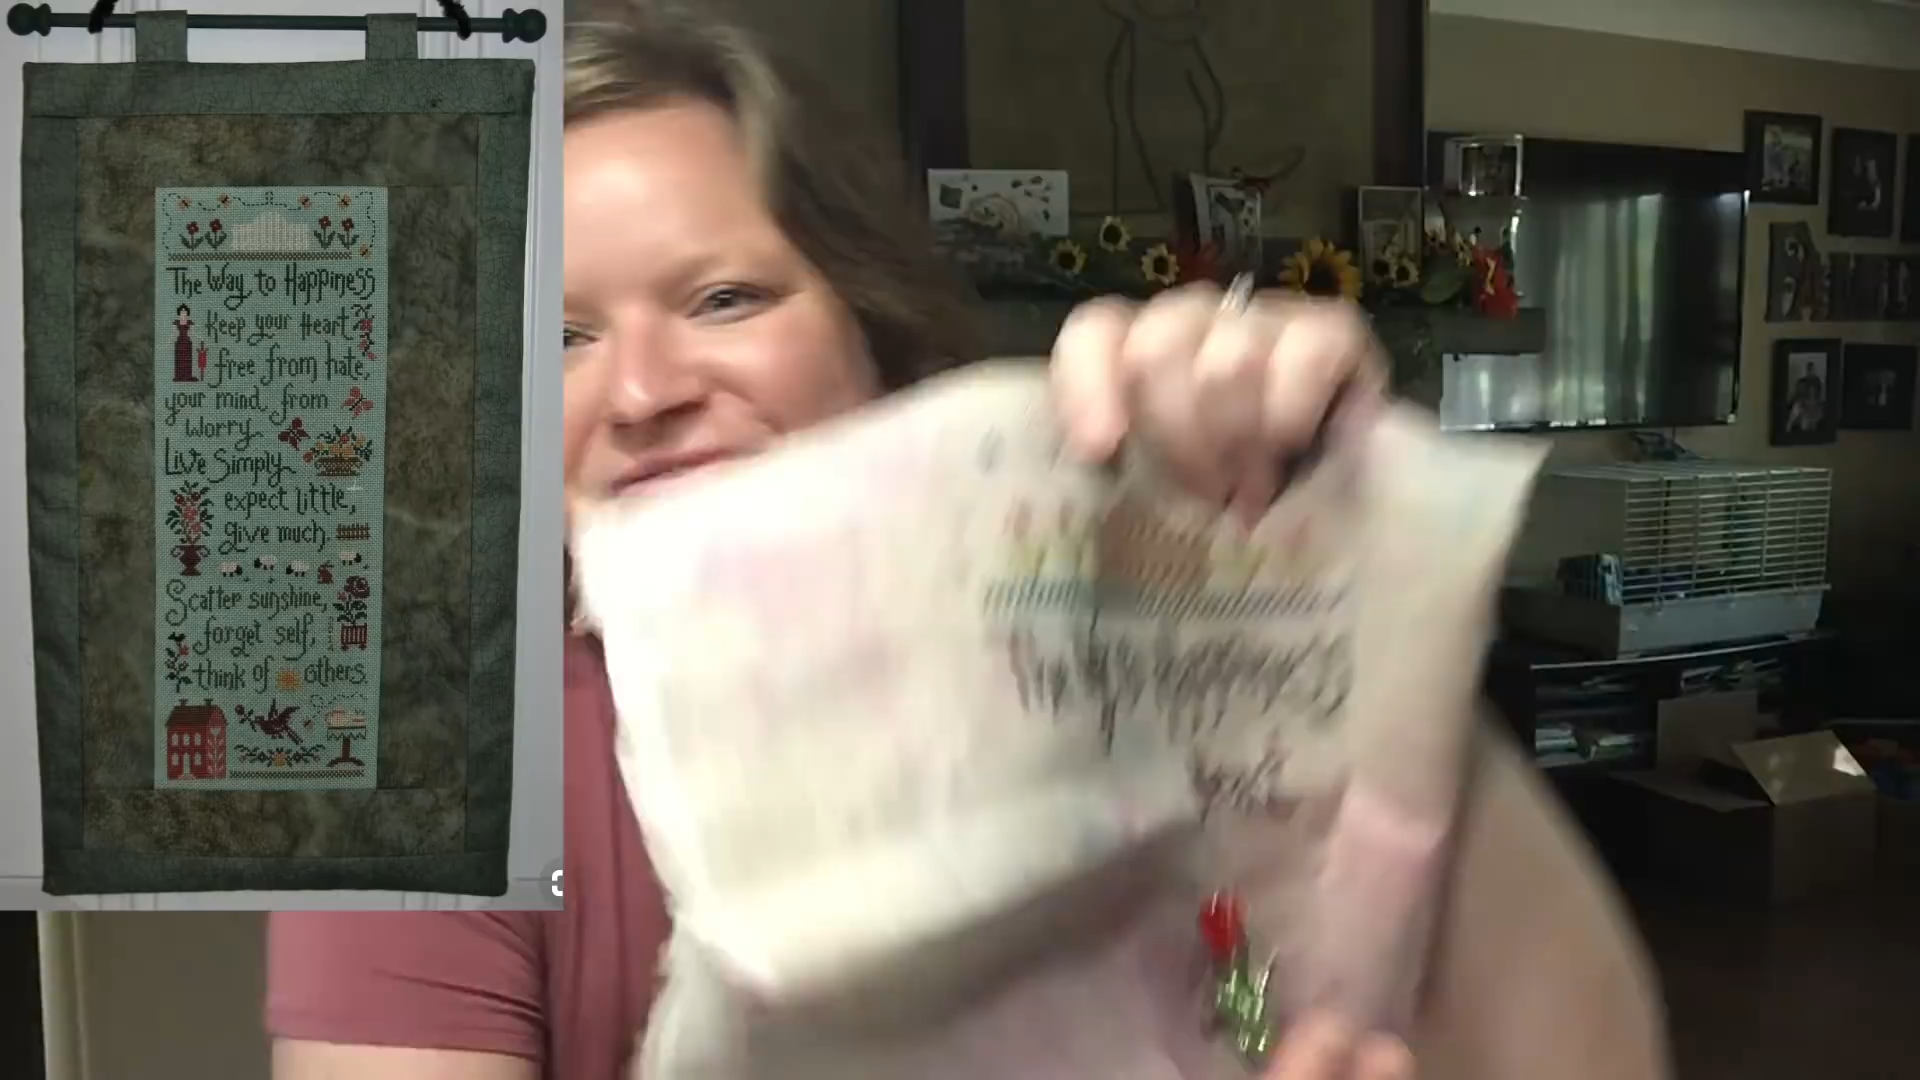 The Way to Happiness
Keep your Heart
free from hate,
your mind, from
Worry
Live Simply
expect little,
give much.
Scatter sunshine,
forget self,
think of others.